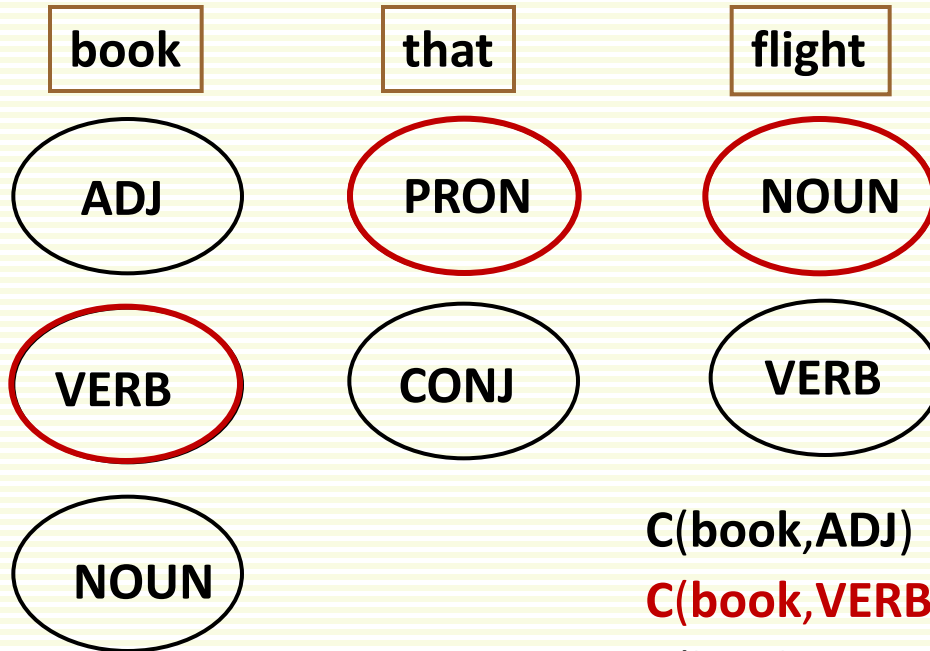 book that flight
ADJ PRON NOUN
VERB CONJ VERB
NOUN
C(book,ADJ)
C(book,VERB